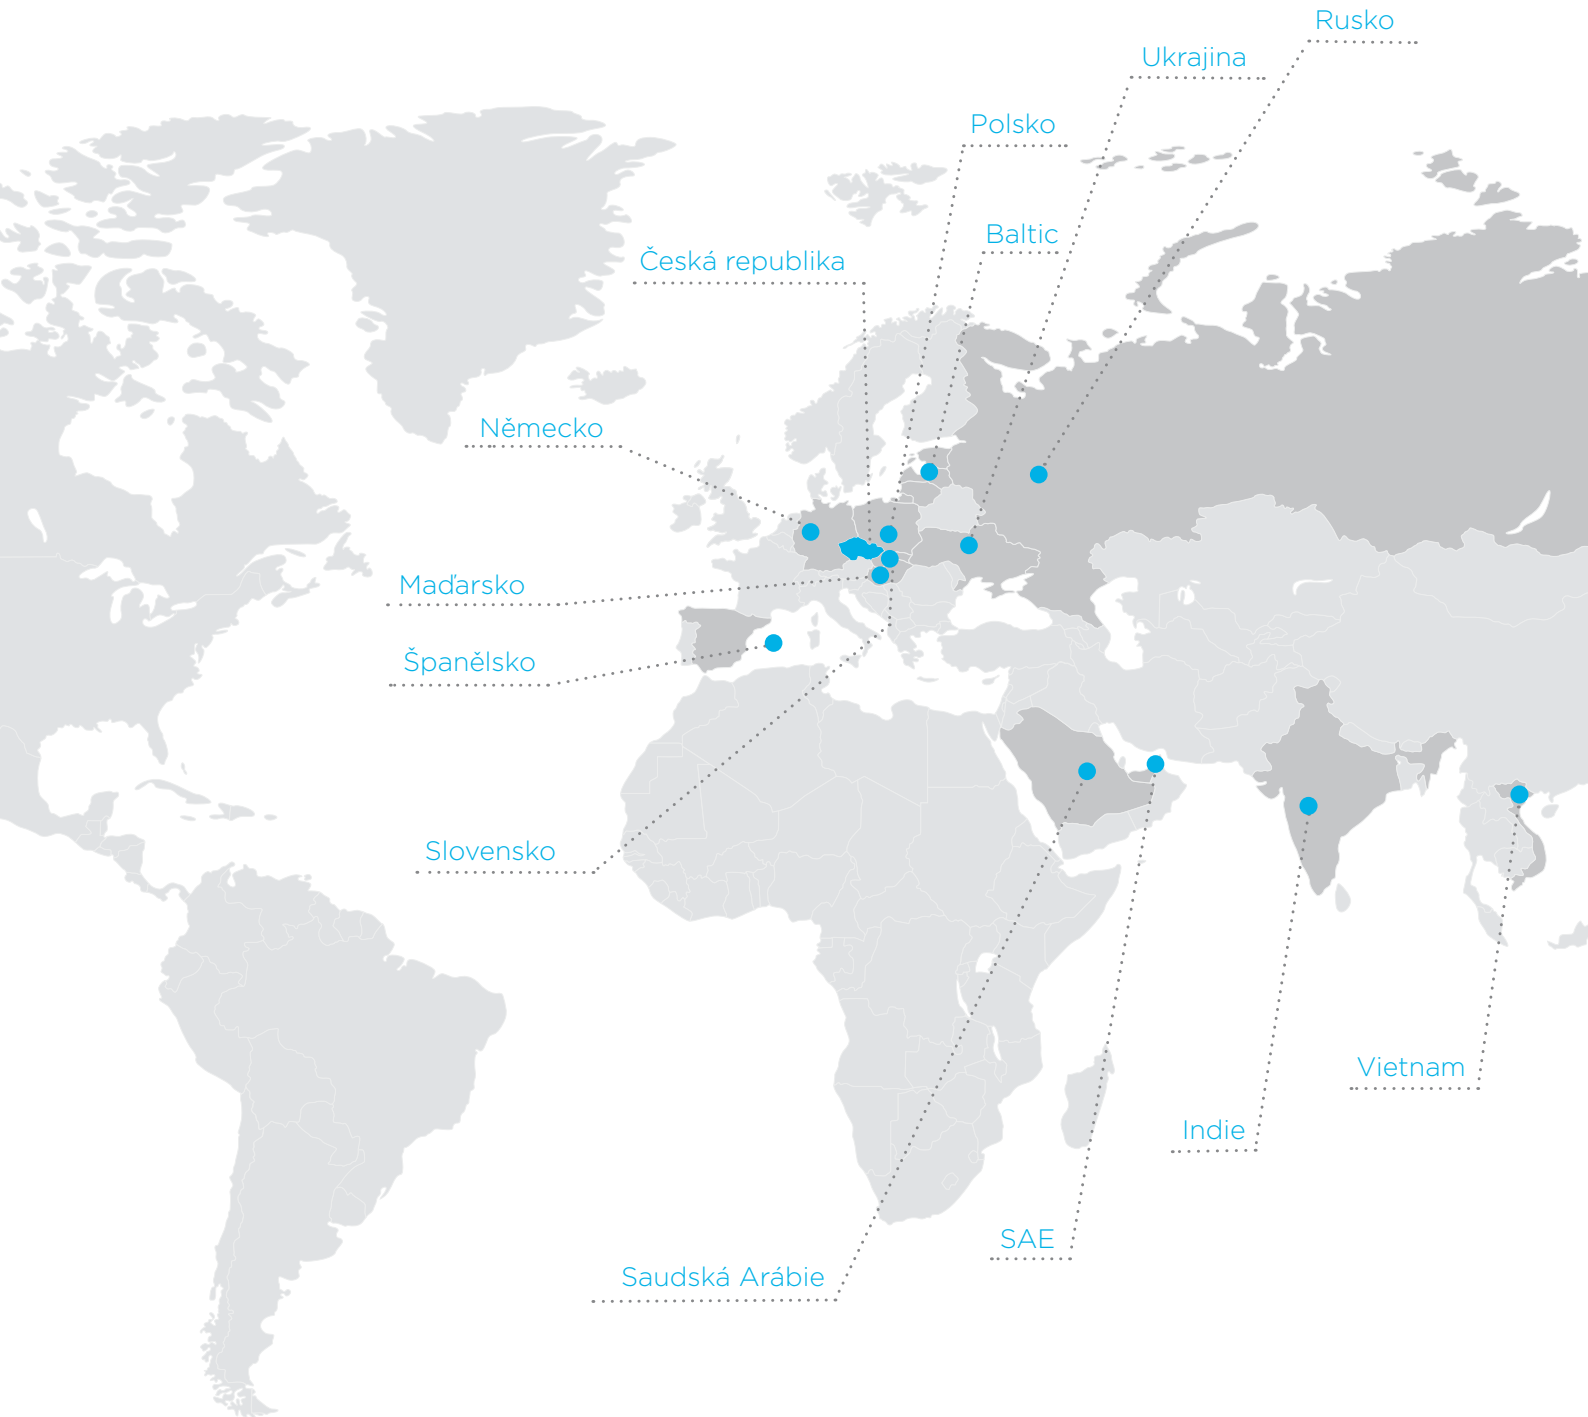 Rusko
Ukrajina
Polsko
Baltic
Česká republika
Německo
Maďarsko
Španělsko
Slovensko
Vietnam
Indie
SAE
Saudská Arábie